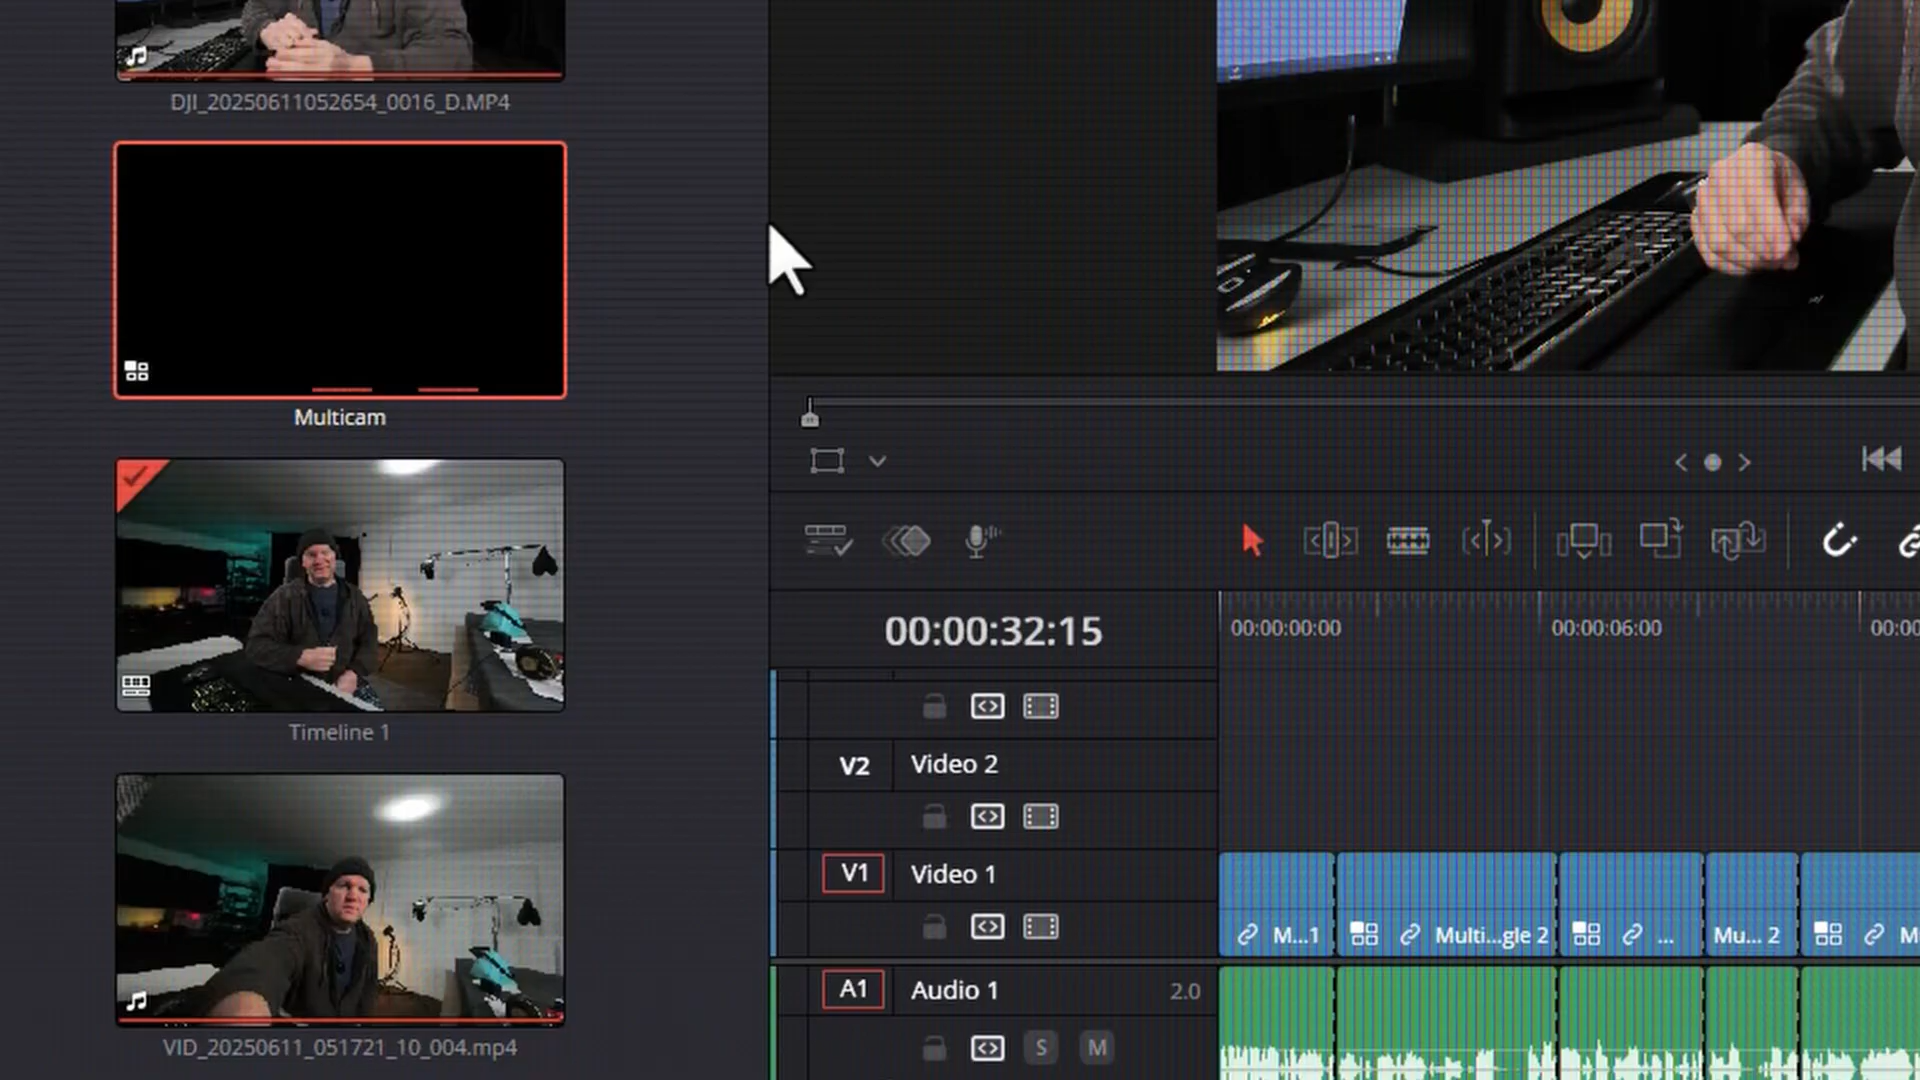 DJI_20250611052654_0016_D.MP4
Multicam
Timeline 1
VID_20250611_051721_10_004.mp4
00:00:32:15
00:00:00:00
00:00:06:00
00:00
V2 Video 2
V1 Video 1
M...1
Multi...gle 2
...
Mu... 2
M
A1 Audio 1 2.0
S M